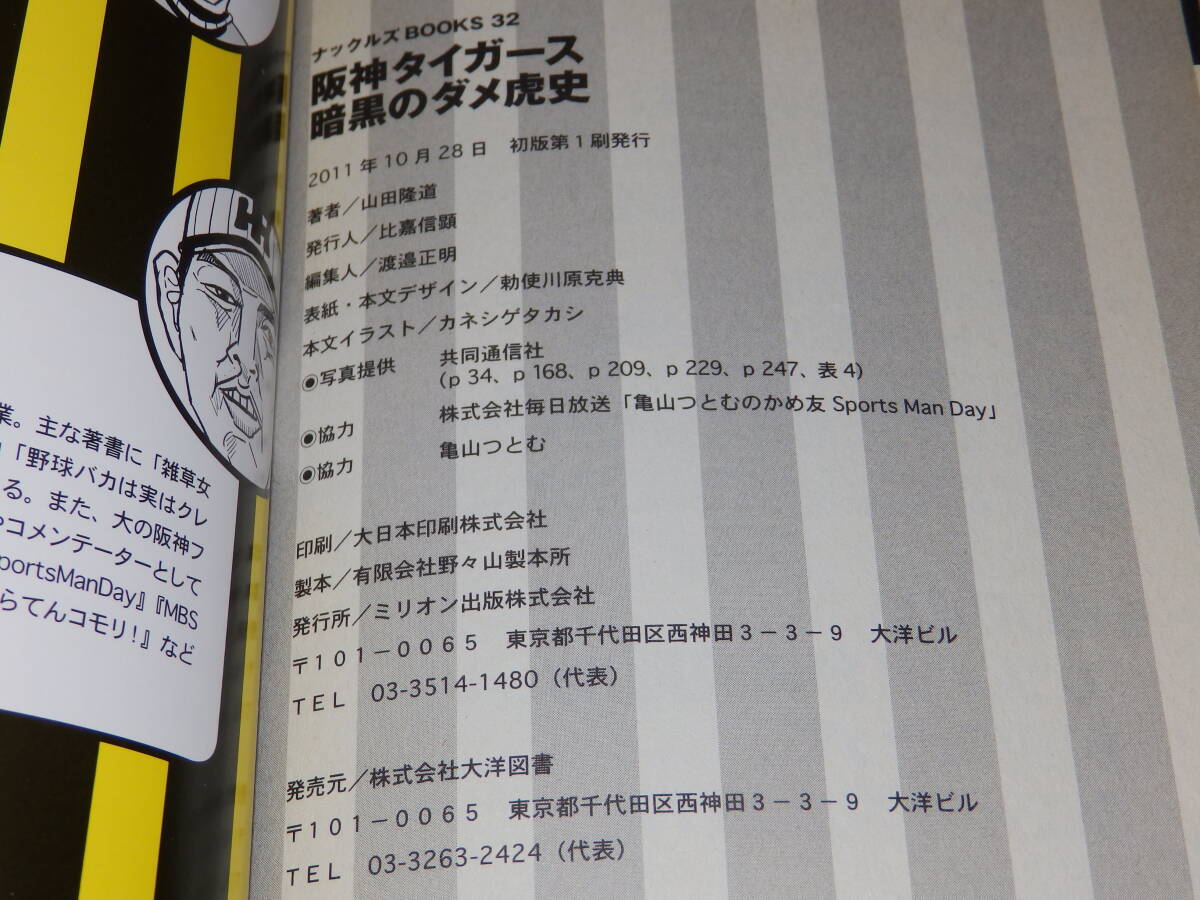 業。主な著書に「雑草女
「野球バカは実はクレ
る。また、大の阪神フ
コメンテーターとして
portsManDay』『MBS
らてんコモリ!』など
ナックルズBOOKS 32
阪神タイガース
暗黒のダメ虎史
2011年10月28日　初版第1刷発行
著者／山田隆道
発行人／比嘉信顕
編集人／渡邉正明
表紙・本文デザイン／勅使川原克典
本文イラスト／カネシゲタカシ
◉写真提供　共同通信社
(p 34、p 168、p 209、p 229、p 247、表4)
◉協力　株式会社毎日放送「亀山つとむのかめ友 Sports Man Day」
◉協力　亀山つとむ
印刷／大日本印刷株式会社
製本／有限会社野々山製本所
発行所／ミリオン出版株式会社
〒101－0065　東京都千代田区西神田3－3－9　大洋ビル
TEL　03-3514-1480（代表）
発売元／株式会社大洋図書
〒101－0065　東京都千代田区西神田3－3－9　大洋ビル
TEL　03-3263-2424（代表）